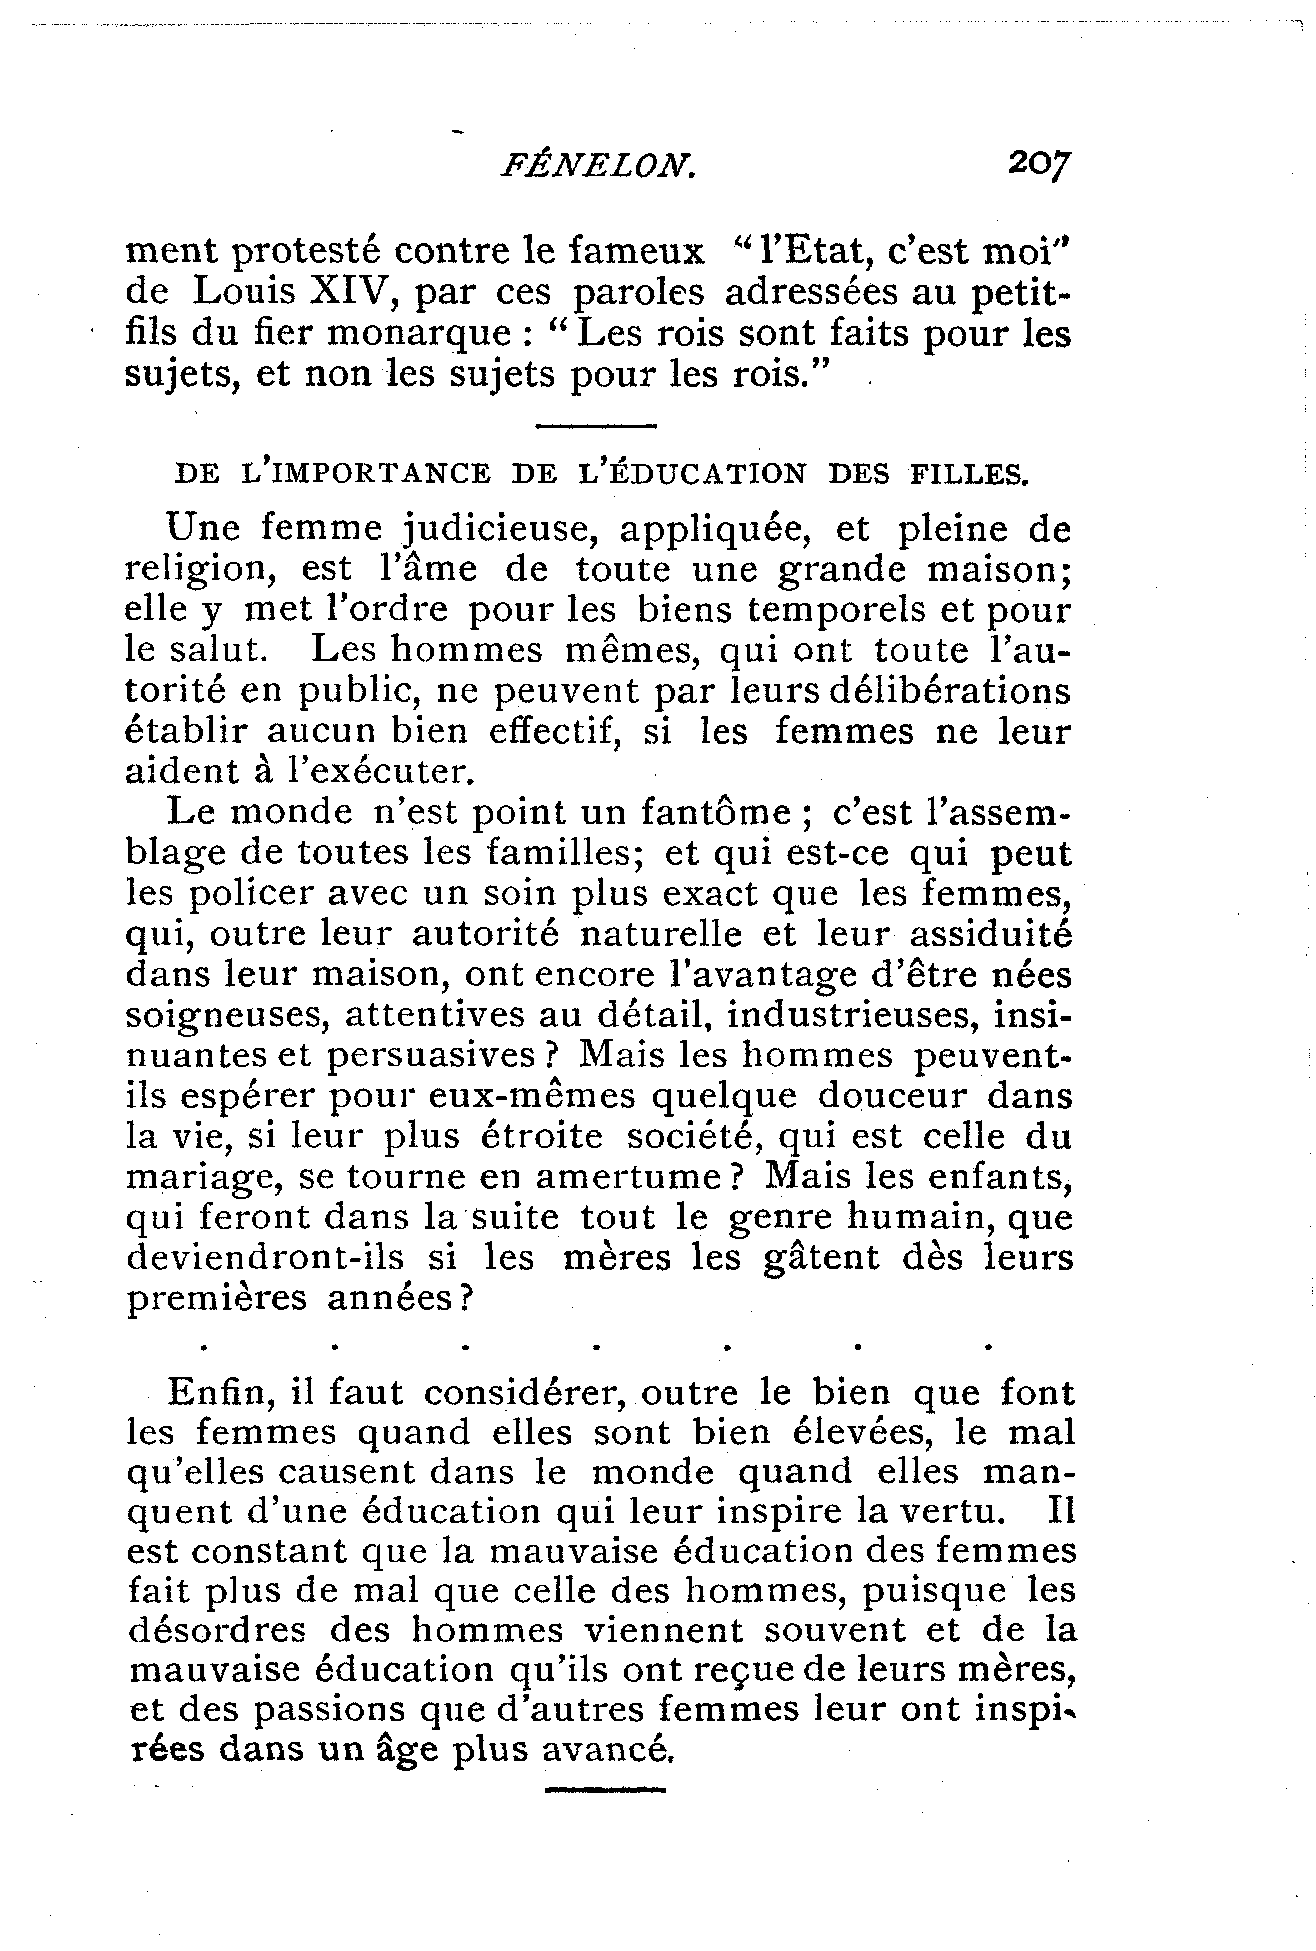 FÉNELON. 207
ment protesté contre le fameux “l’Etat, c’est moi”
de Louis XIV, par ces paroles adressées au petit-
fils du fier monarque : “Les rois sont faits pour les
sujets, et non les sujets pour les rois.”
DE L’IMPORTANCE DE L’ÉDUCATION DES FILLES.
Une femme judicieuse, appliquée, et pleine de
religion, est l’âme de toute une grande maison;
elle y met l’ordre pour les biens temporels et pour
le salut. Les hommes mêmes, qui ont toute l’au-
torité en public, ne peuvent par leurs délibérations
établir aucun bien effectif, si les femmes ne leur
aident à l’exécuter.
Le monde n’est point un fantôme ; c’est l’assem-
blage de toutes les familles; et qui est-ce qui peut
les policer avec un soin plus exact que les femmes,
qui, outre leur autorité naturelle et leur assiduité
dans leur maison, ont encore l’avantage d’être nées
soigneuses, attentives au détail, industrieuses, insi-
nuantes et persuasives ? Mais les hommes peuvent-
ils espérer pour eux-mêmes quelque douceur dans
la vie, si leur plus étroite société, qui est celle du
mariage, se tourne en amertume ? Mais les enfants,
qui feront dans la suite tout le genre humain, que
deviendront-ils si les mères les gâtent dès leurs
premières années ?
. . . . . . .
Enfin, il faut considérer, outre le bien que font
les femmes quand elles sont bien élevées, le mal
qu’elles causent dans le monde quand elles man-
quent d’une éducation qui leur inspire la vertu. Il
est constant que la mauvaise éducation des femmes
fait plus de mal que celle des hommes, puisque les
désordres des hommes viennent souvent et de la
mauvaise éducation qu’ils ont reçue de leurs mères,
et des passions que d’autres femmes leur ont inspi-
rées dans un âge plus avancé.